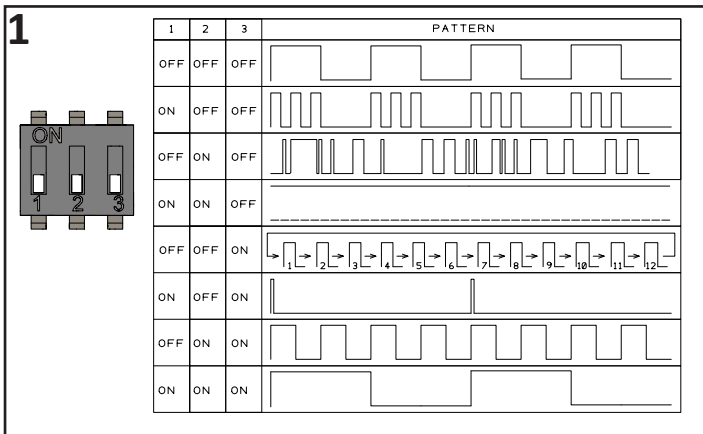 1
1 2 3 PATTERN
OFF OFF OFF
ON OFF OFF
OFF ON OFF
ON ON OFF
OFF OFF ON 1 2 3 4 5 6 7 8 9 10 11 12
ON OFF ON
OFF ON ON
ON ON ON
ON
1 2 3